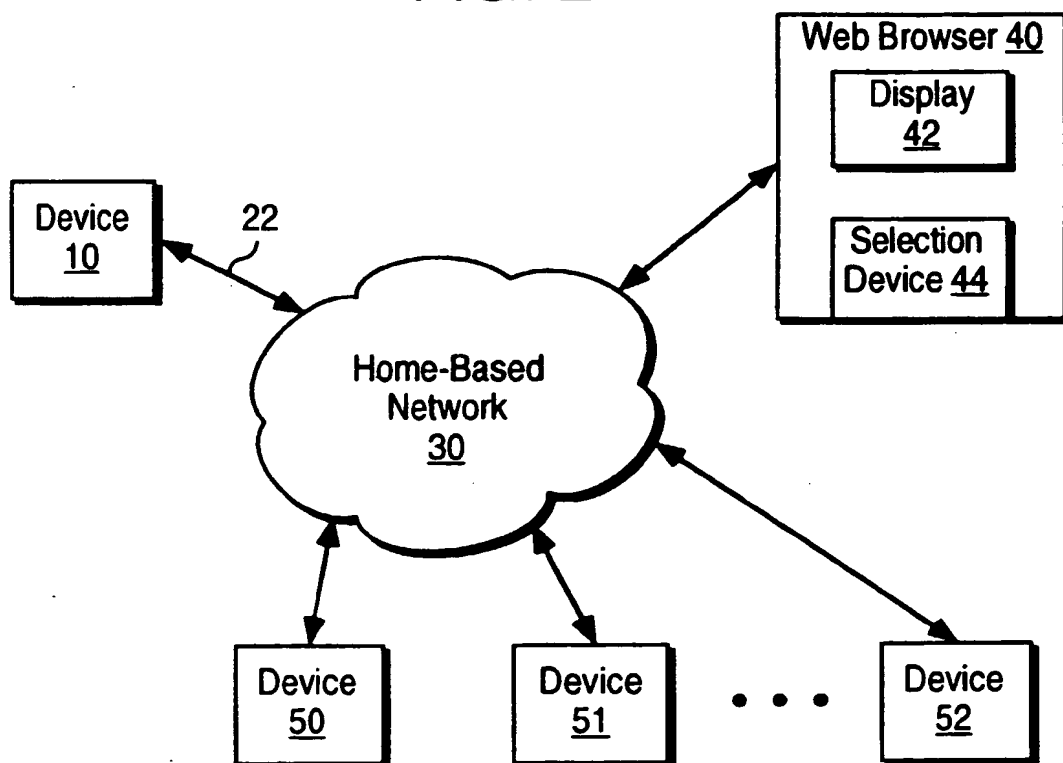 Web Browser 40
Display
42
Selection
Device 44
Device
10
22
Home-Based
Network
30
Device
50
Device
51
• • •
Device
52